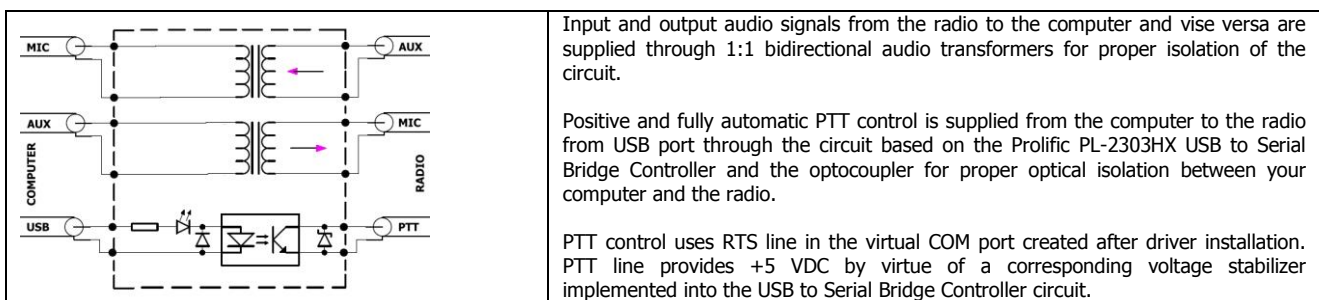 MIC
AUX
AUX
MIC
COMPUTER
RADIO
USB
PTT
Input and output audio signals from the radio to the computer and vise versa are
supplied through 1:1 bidirectional audio transformers for proper isolation of the
circuit.
Positive and fully automatic PTT control is supplied from the computer to the radio
from USB port through the circuit based on the Prolific PL-2303HX USB to Serial
Bridge Controller and the optocoupler for proper optical isolation between your
computer and the radio.
PTT control uses RTS line in the virtual COM port created after driver installation.
PTT line provides +5 VDC by virtue of a corresponding voltage stabilizer
implemented into the USB to Serial Bridge Controller circuit.